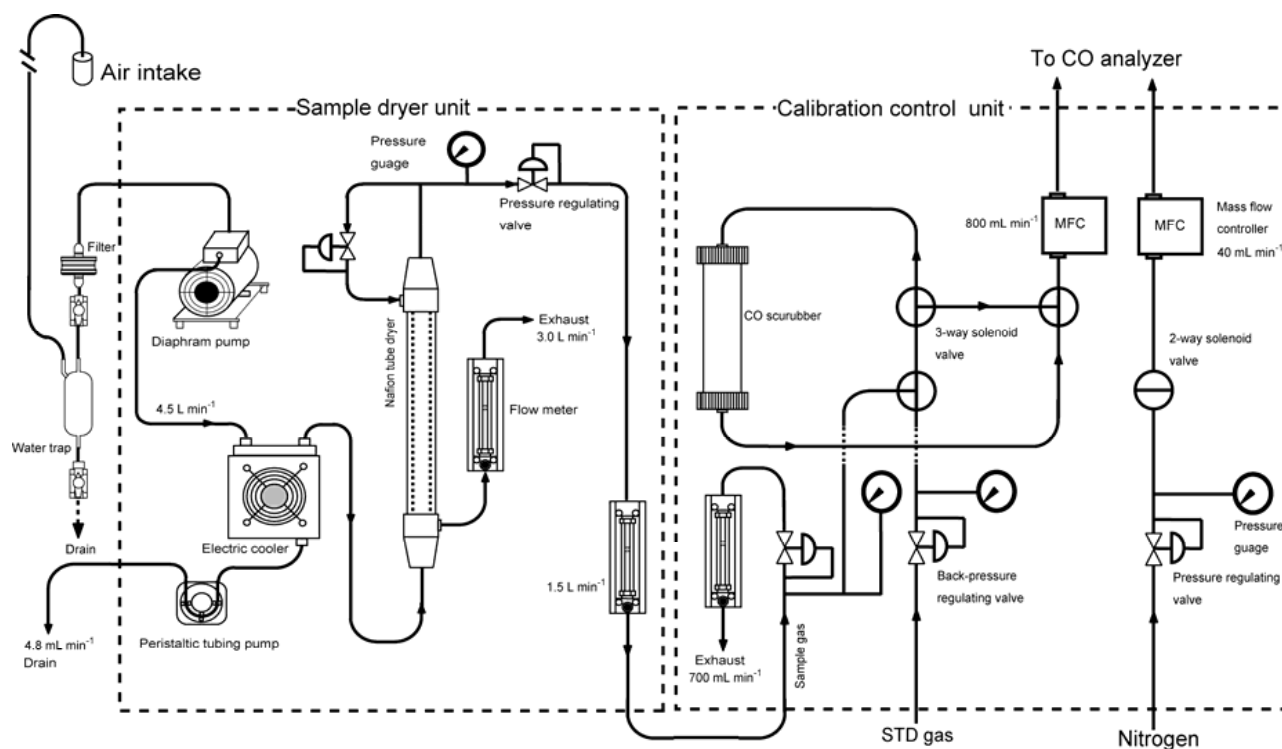 Air intake
To CO analyzer
Sample dryer unit
Calibration control unit
Pressure
guage
Pressure regulating
valve
Filter
Diaphram pump
4.5 L min⁻¹
Water trap
Drain
Electric cooler
Peristaltic tubing pump
4.8 mL min⁻¹
Drain
Nafion tube dryer
Exhaust
3.0 L min⁻¹
Flow meter
1.5 L min⁻¹
800 mL min⁻¹
MFC
MFC
Mass flow
controller
40 mL min⁻¹
CO scurubber
3-way solenoid
valve
2-way solenoid
valve
Exhaust
700 mL min⁻¹
Sample gas
Back-pressure
regulating valve
Pressure
guage
Pressure regulating
valve
STD gas
Nitrogen